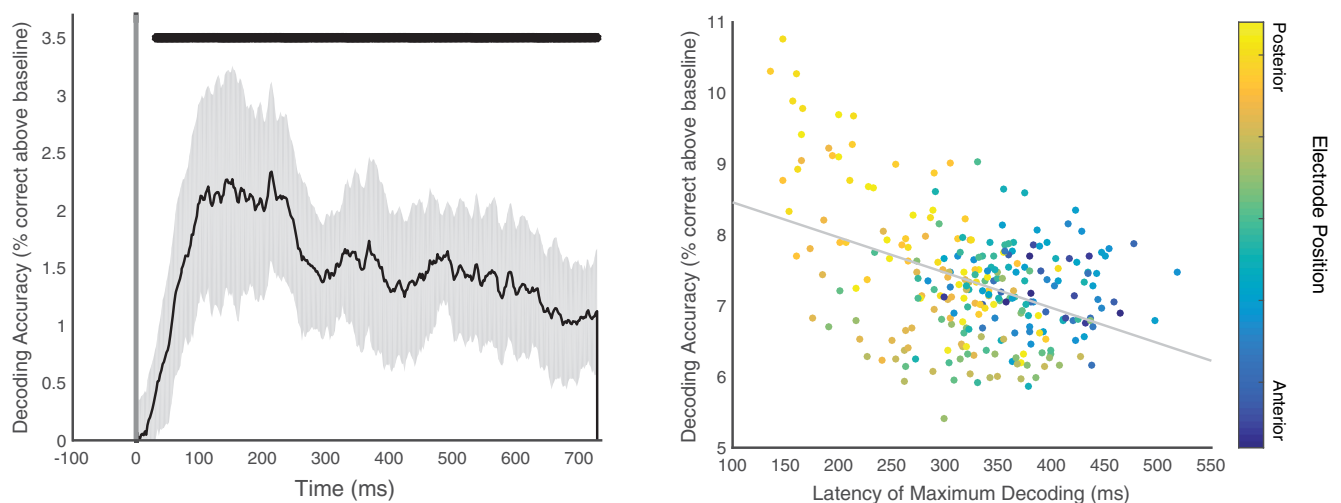 Decoding Accuracy (% correct above baseline)
3.5
3
2.5
2
1.5
1
0.5
0
-100 0 100 200 300 400 500 600 700
Time (ms)
Decoding Accuracy (% correct above baseline)
11
10
9
8
7
6
5
100 150 200 250 300 350 400 450 500 550
Latency of Maximum Decoding (ms)
Posterior
Anterior
Electrode Position